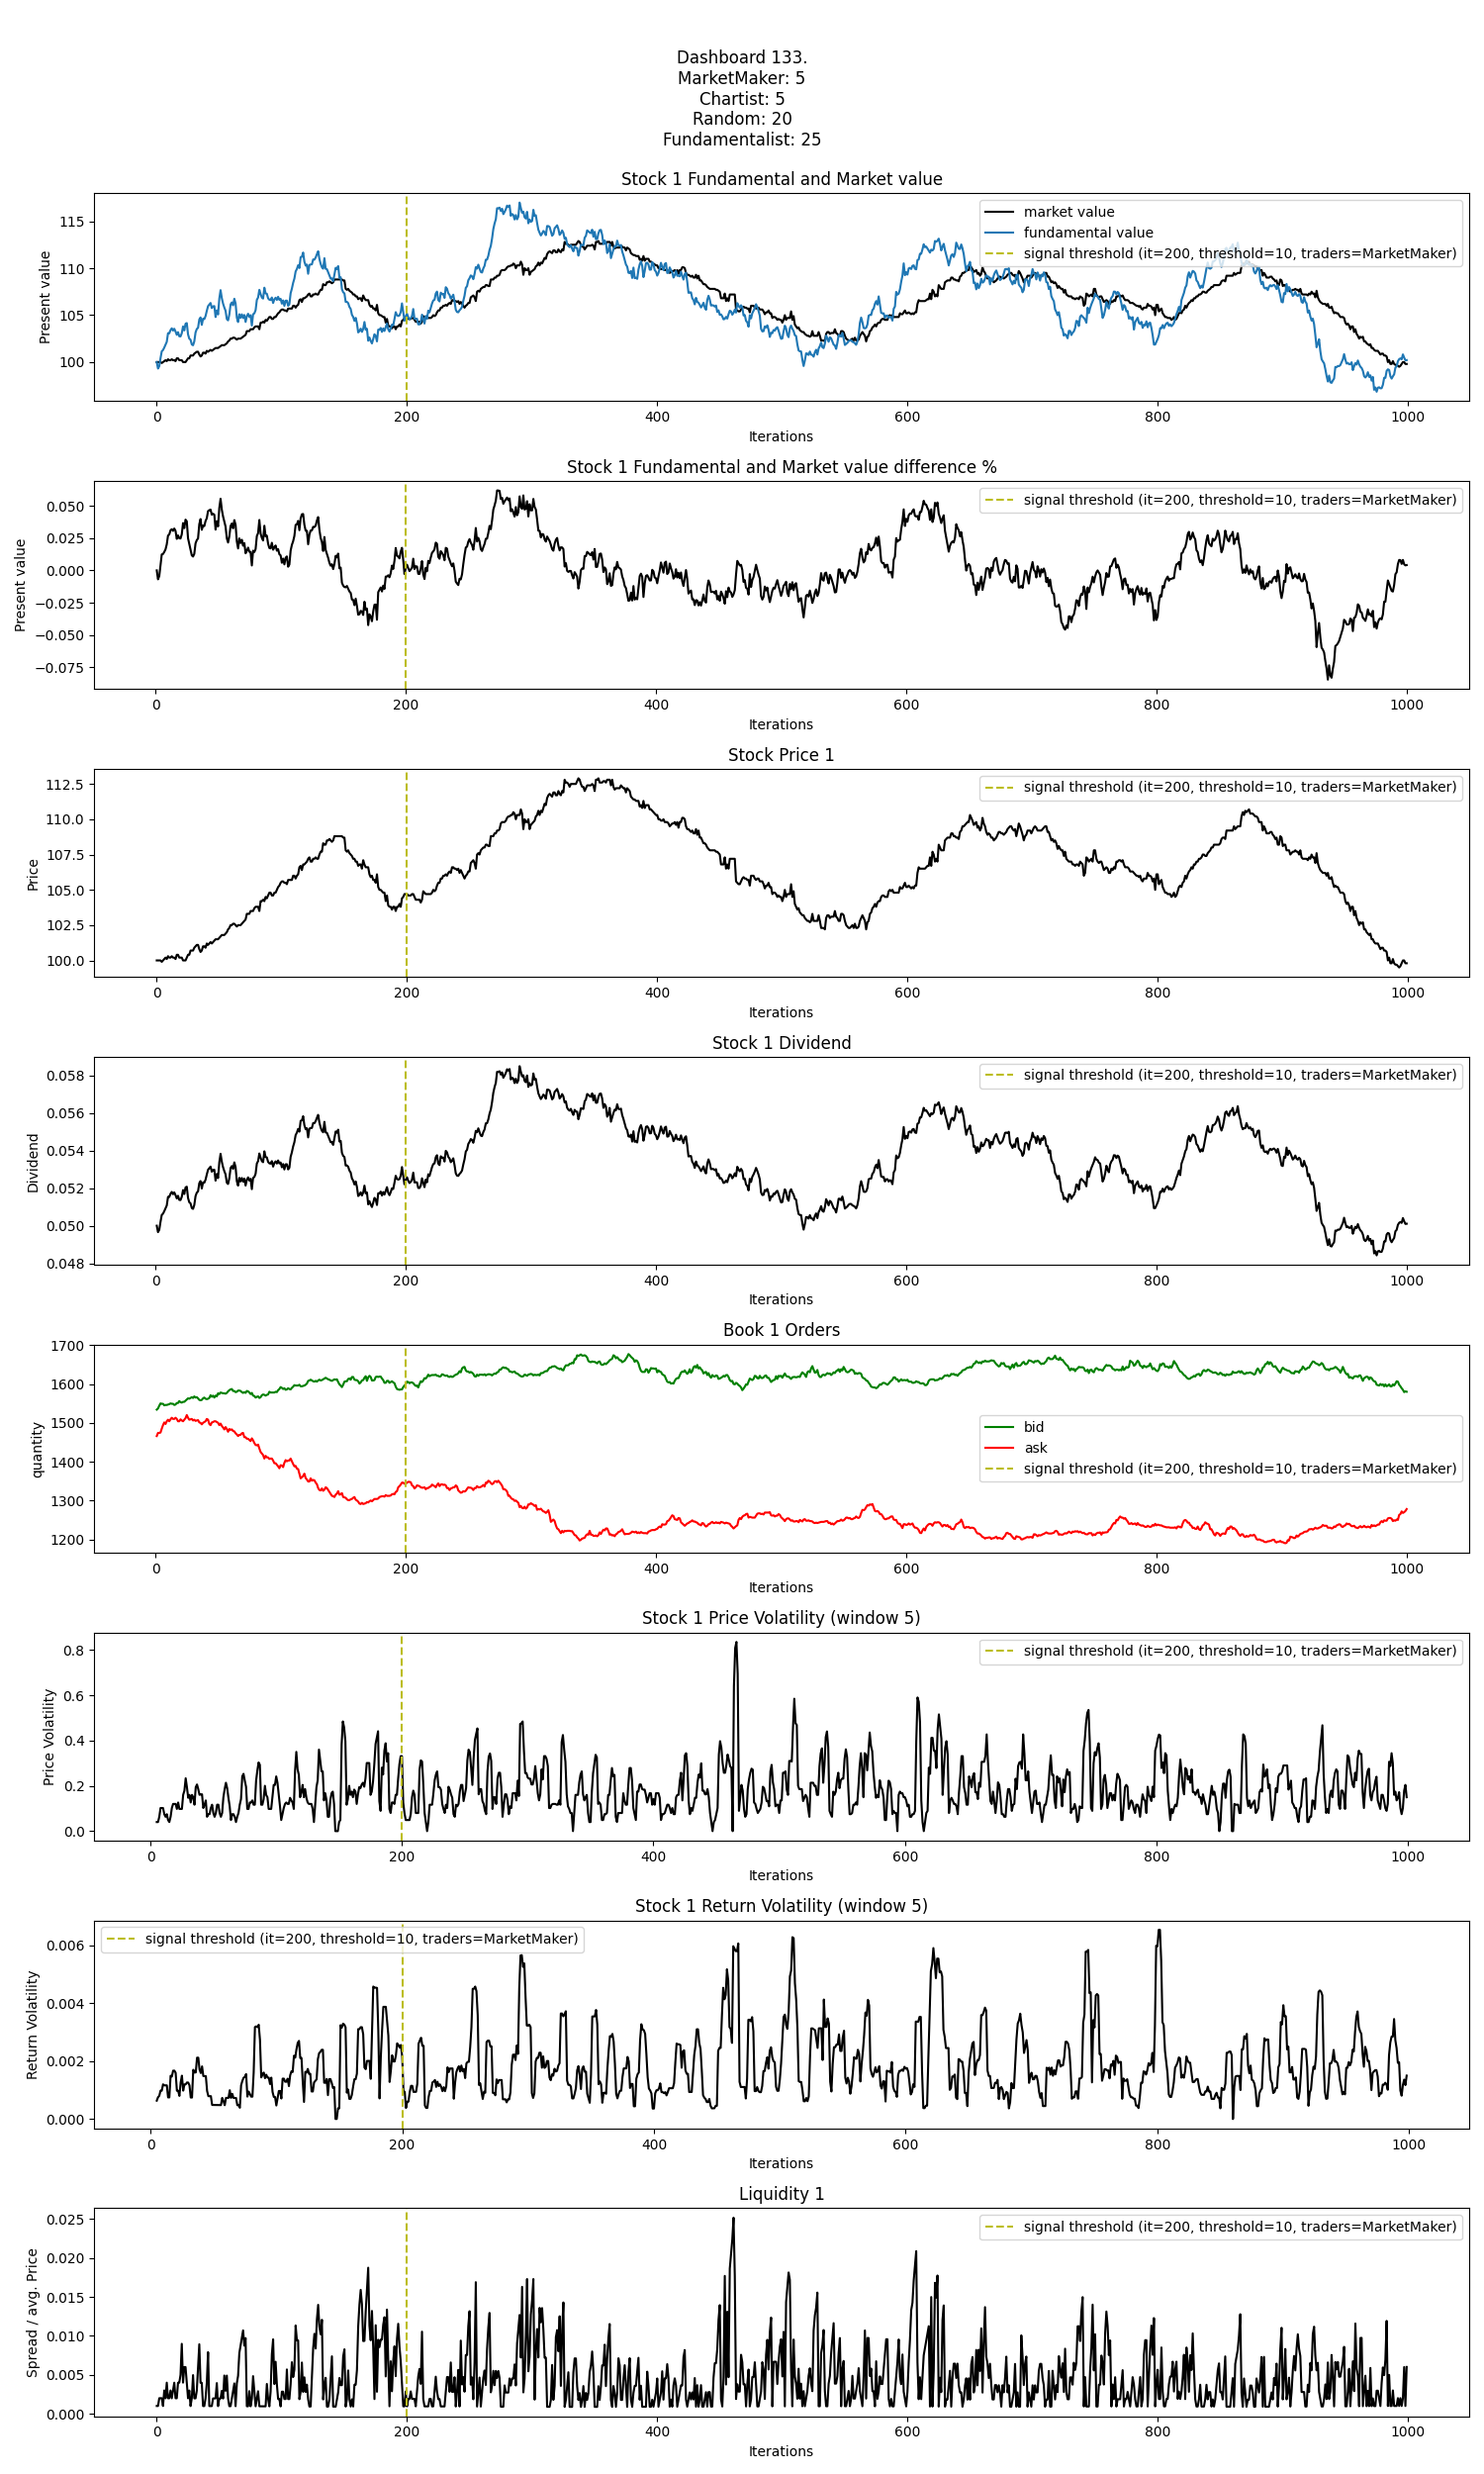 Dashboard 133.
MarketMaker: 5
Chartist: 5
Random: 20
Fundamentalist: 25
Stock 1 Fundamental and Market value
market value
fundamental value
signal threshold (it=200, threshold=10, traders=MarketMaker)
Present value
115
110
105
100
0 200 400 600 800 1000
Iterations
Stock 1 Fundamental and Market value difference %
signal threshold (it=200, threshold=10, traders=MarketMaker)
Present value
0.050
0.025
0.000
−0.025
−0.050
−0.075
0 200 400 600 800 1000
Iterations
Stock Price 1
signal threshold (it=200, threshold=10, traders=MarketMaker)
Price
112.5
110.0
107.5
105.0
102.5
100.0
0 200 400 600 800 1000
Iterations
Stock 1 Dividend
signal threshold (it=200, threshold=10, traders=MarketMaker)
Dividend
0.058
0.056
0.054
0.052
0.050
0.048
0 200 400 600 800 1000
Iterations
Book 1 Orders
bid
ask
signal threshold (it=200, threshold=10, traders=MarketMaker)
quantity
1700
1600
1500
1400
1300
1200
0 200 400 600 800 1000
Iterations
Stock 1 Price Volatility (window 5)
signal threshold (it=200, threshold=10, traders=MarketMaker)
Price Volatility
0.8
0.6
0.4
0.2
0.0
0 200 400 600 800 1000
Iterations
Stock 1 Return Volatility (window 5)
signal threshold (it=200, threshold=10, traders=MarketMaker)
Return Volatility
0.006
0.004
0.002
0.000
0 200 400 600 800 1000
Iterations
Liquidity 1
signal threshold (it=200, threshold=10, traders=MarketMaker)
Spread / avg. Price
0.025
0.020
0.015
0.010
0.005
0.000
0 200 400 600 800 1000
Iterations